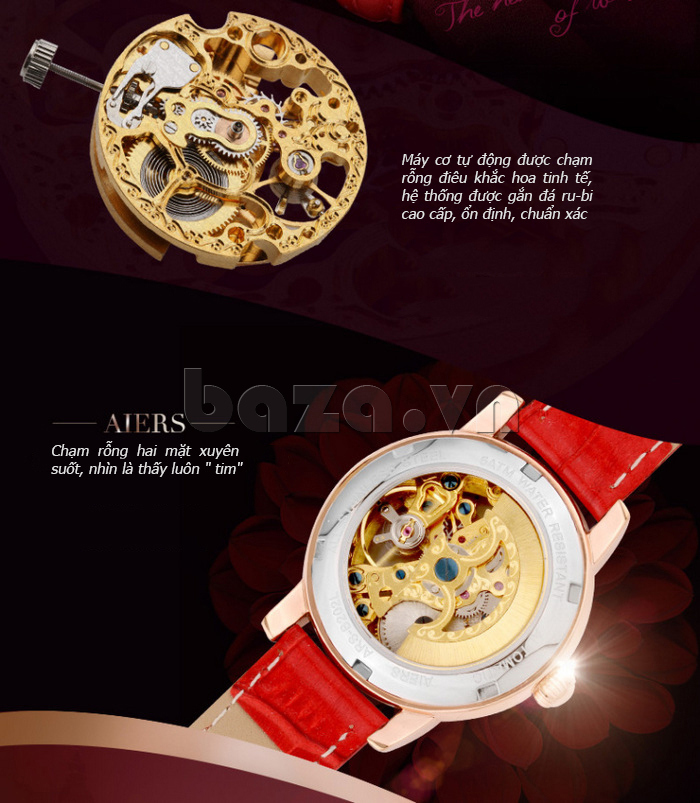 The
of
Máy cơ tự động được chạm
rỗng điêu khắc hoa tinh tế,
hệ thống được gắn đá ru-bi
cao cấp, ổn định, chuẩn xác
baza.vn
AIERS
Chạm rỗng hai mặt xuyên
suốt, nhìn là thấy luôn " tim"
5ATM WATER RESISTANT
AIERS